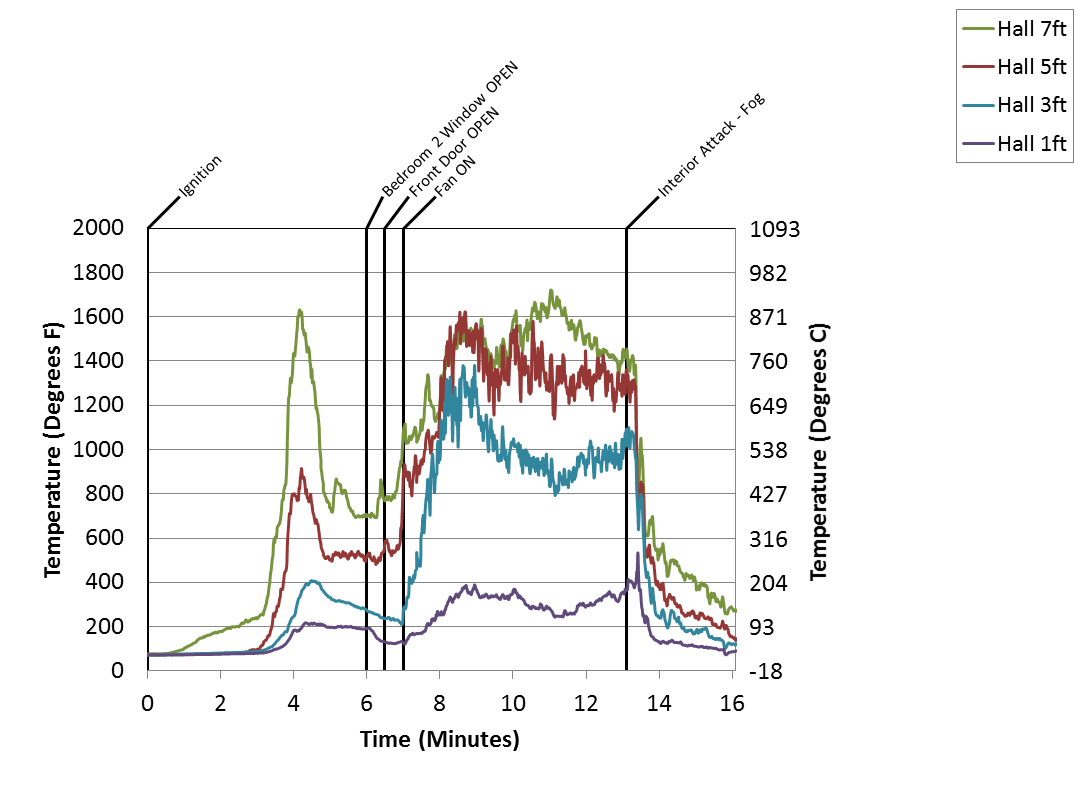 Hall 7ft
Hall 5ft
Hall 3ft
Hall 1ft
Ignition
Bedroom 2 Window OPEN
Front Door OPEN
Fan ON
Interior Attack - Fog
Temperature (Degrees F)
2000
1800
1600
1400
1200
1000
800
600
400
200
0
1093
982
871
760
649
538
427
316
204
93
-18
Temperature (Degrees C)
0 2 4 6 8 10 12 14 16
Time (Minutes)